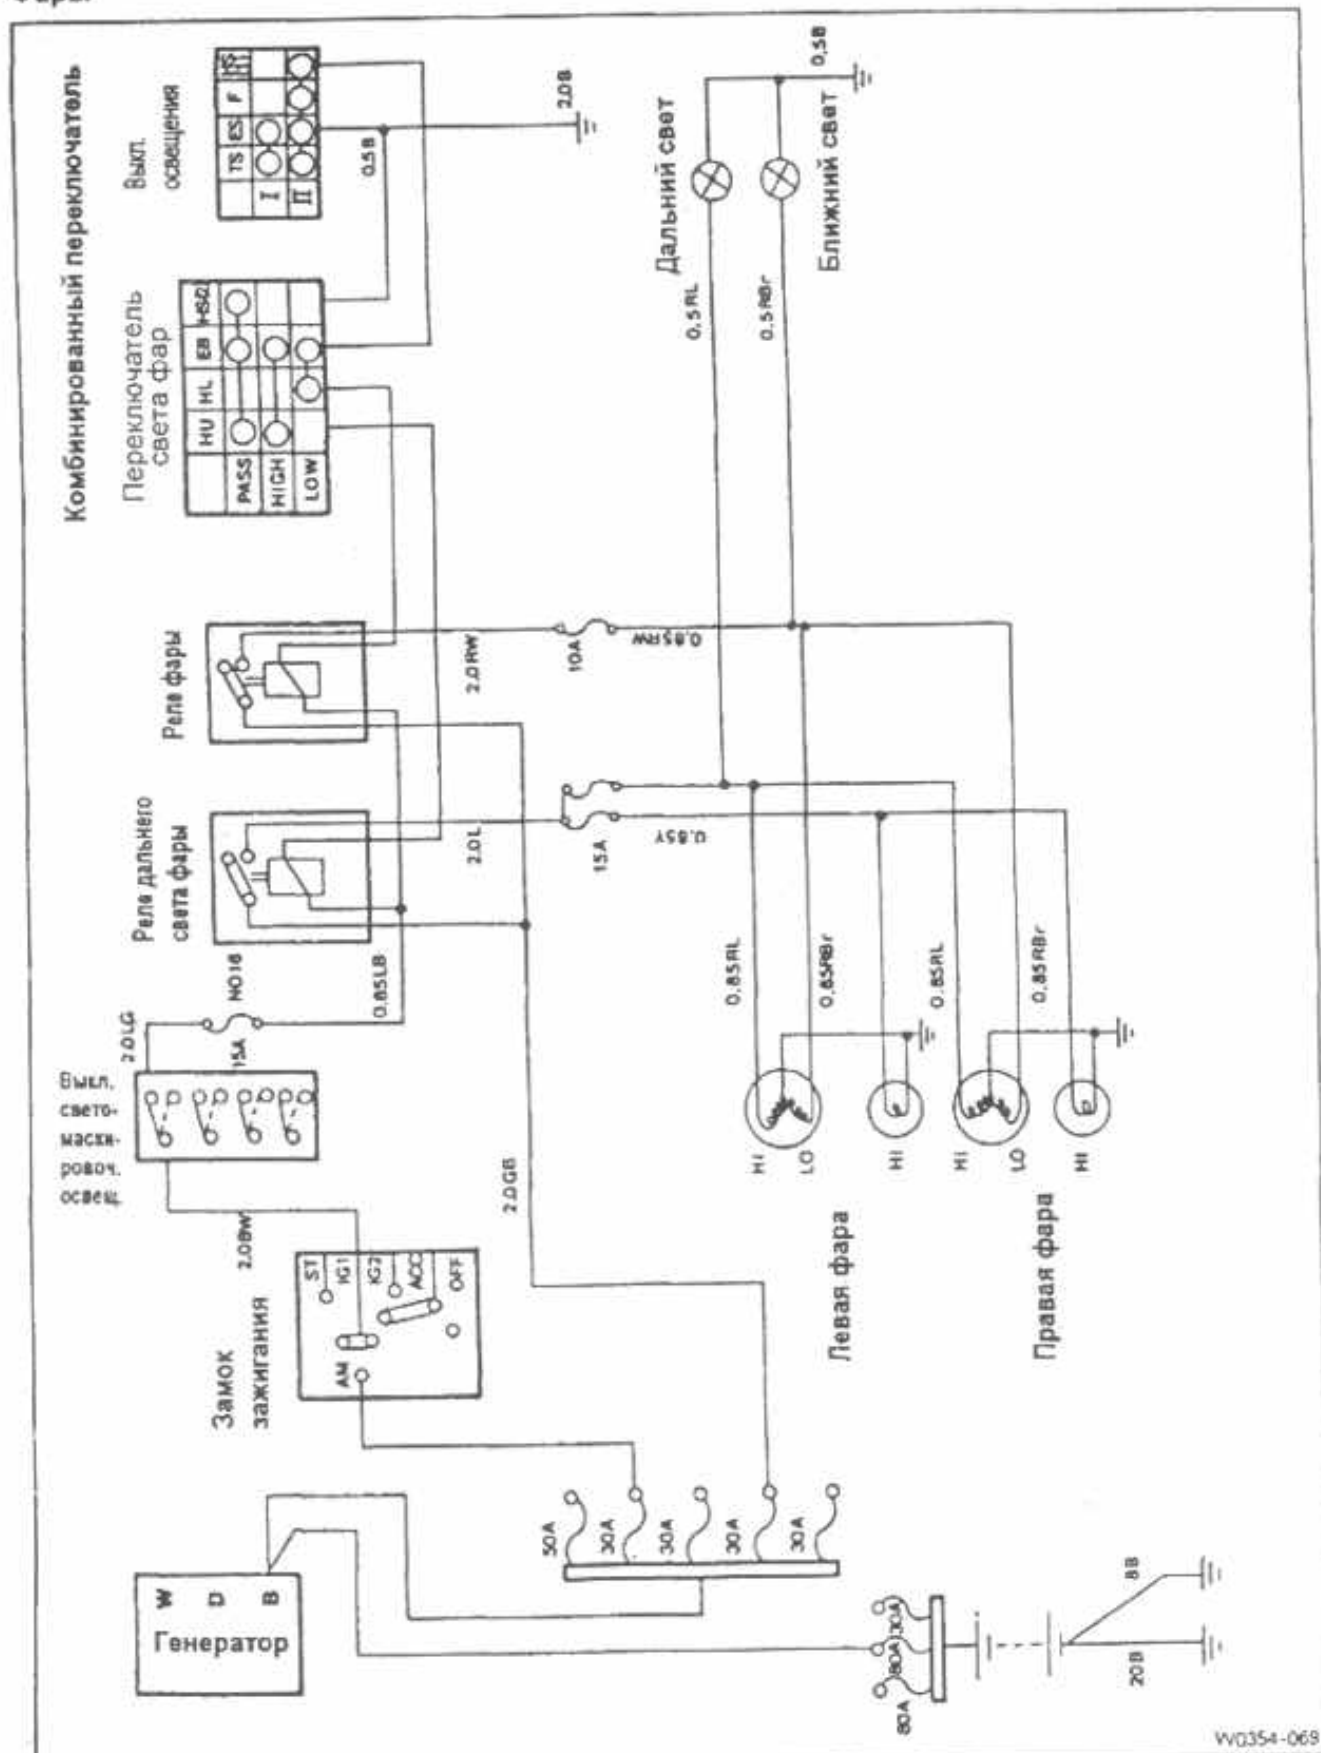 Комбинированный переключатель
Выкл.
освещения
TS ES F
I
II
0.5B
2.0B
Переключатель
света фар
HU HL EB HSQ
PASS
HIGH
LOW
Дальний свет
Ближний свет
0.5B
0.5RL
0.5RBr
Реле фары
2.0RW
10A
0.85RW
Реле дальнего
света фары
2.0L
15A
0.85Y
NO16
15A
2.0LG
0.85LB
Выкл.
свето-
маски-
ровоч.
освещ.
2.0BW
2.0GB
0.85RL
0.85RBr
0.85RL
0.85RBr
HI
LO
HI
HI
LO
HI
Левая фара
Правая фара
Замок
зажигания
AM
ST
IG1
IG2
ACC
OFF
W
D
B
Генератор
50A
30A
30A
30A
30A
80A
80A
30A
20B
8B
W0354-069